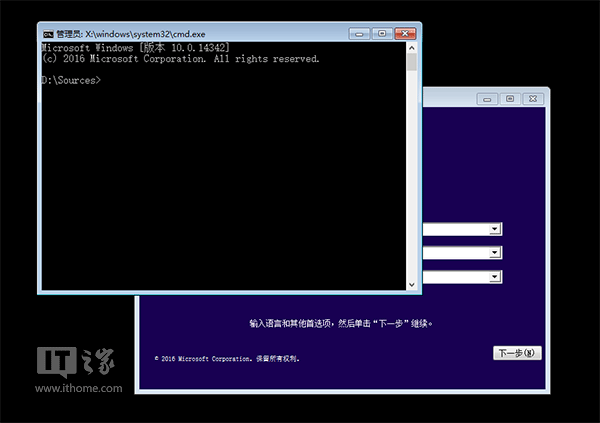 管理员: X:\windows\system32\cmd.exe
Microsoft Windows [版本 10.0.14342]
(c) 2016 Microsoft Corporation. All rights reserved.
D:\Sources>
输入语言和其他首选项，然后单击“下一步”继续。
下一步(N)
© 2016 Microsoft Corporation. 保留所有权利。
IT之家
www.ithome.com